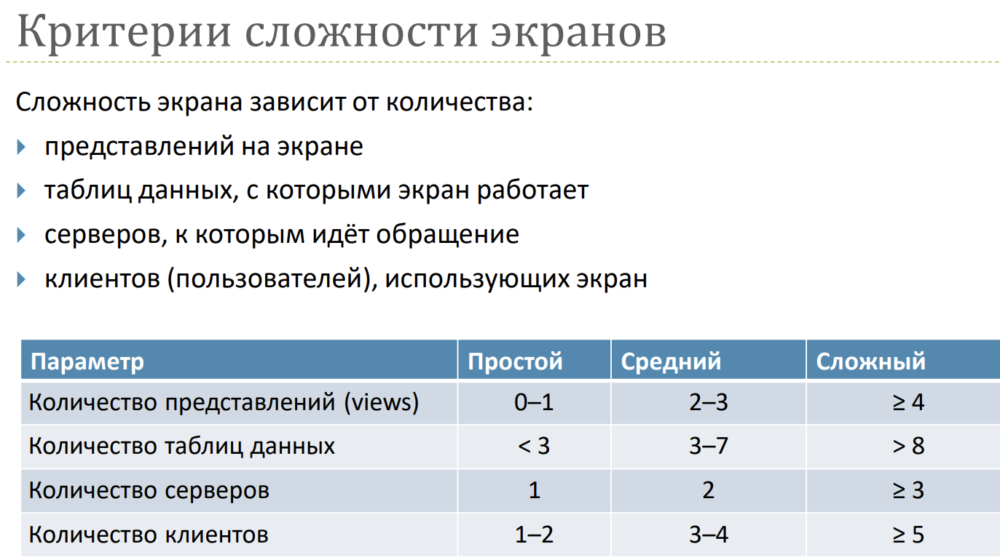 Критерии сложности экранов
Сложность экрана зависит от количества:
представлений на экране
таблиц данных, с которыми экран работает
серверов, к которым идёт обращение
клиентов (пользователей), использующих экран
Параметр Простой Средний Сложный
Количество представлений (views) 0–1 2–3 ≥ 4
Количество таблиц данных < 3 3–7 > 8
Количество серверов 1 2 ≥ 3
Количество клиентов 1–2 3–4 ≥ 5